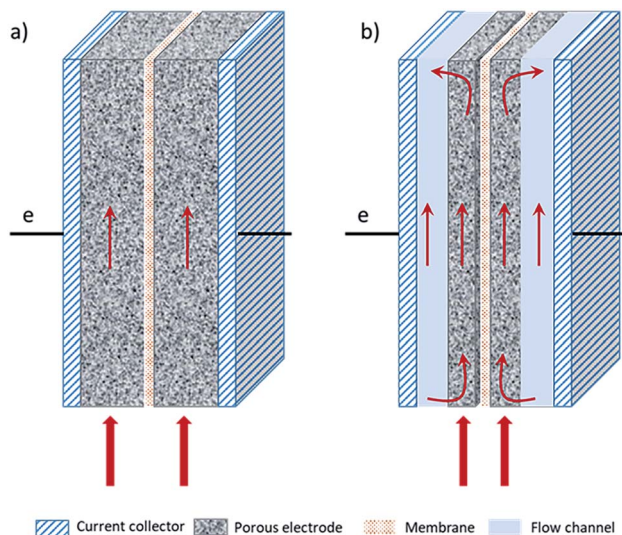 a)
b)
e
e
Current collector
Porous electrode
Membrane
Flow channel